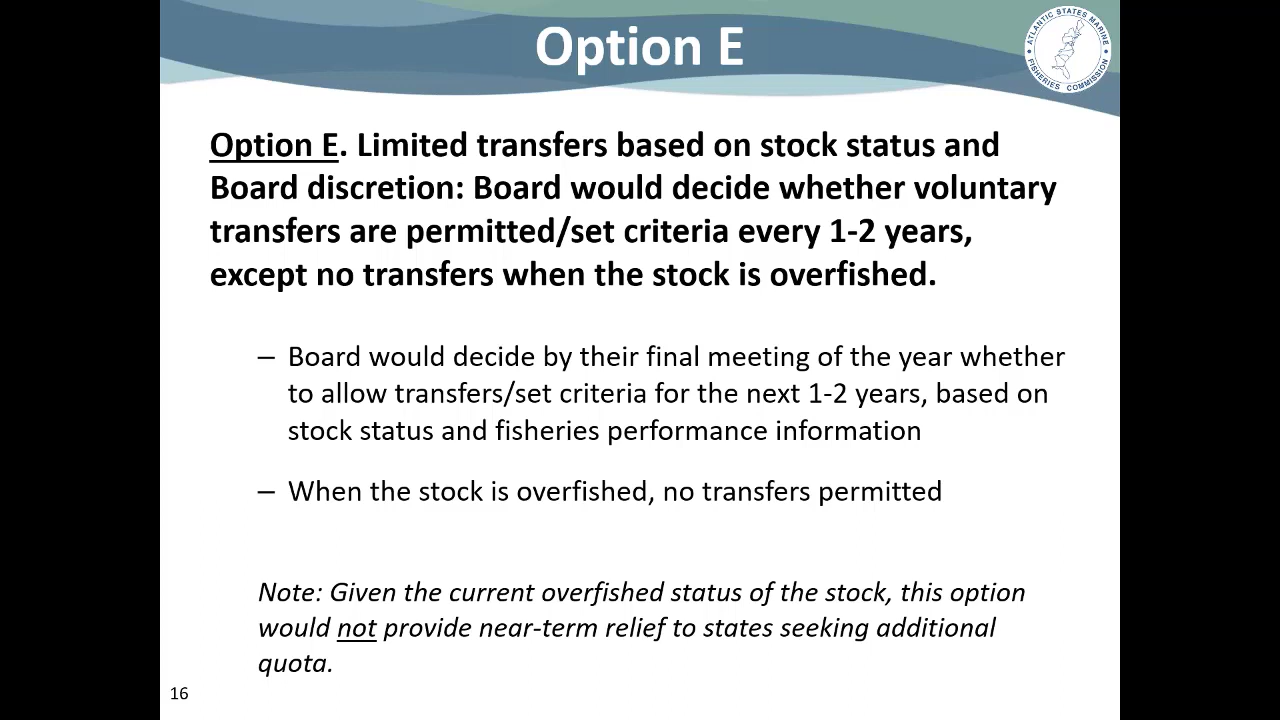 Option E
ATLANTIC STATES MARINE
FISHERIES COMMISSION
Option E. Limited transfers based on stock status and
Board discretion: Board would decide whether voluntary
transfers are permitted/set criteria every 1-2 years,
except no transfers when the stock is overfished.
– Board would decide by their final meeting of the year whether
to allow transfers/set criteria for the next 1-2 years, based on
stock status and fisheries performance information
– When the stock is overfished, no transfers permitted
Note: Given the current overfished status of the stock, this option
would not provide near-term relief to states seeking additional
quota.
16